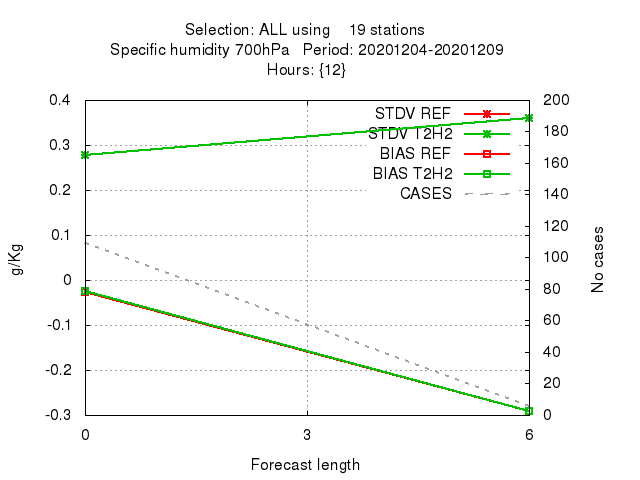 Selection: ALL using 19 stations
Specific humidity 700hPa Period: 20201204-20201209
Hours: {12}
0.4
0.3
0.2
0.1
0
-0.1
-0.2
-0.3
g/Kg
STDV REF
STDV T2H2
BIAS REF
BIAS T2H2
CASES
200
180
160
140
120
100
80
60
40
20
0
No cases
0 3 6
Forecast length